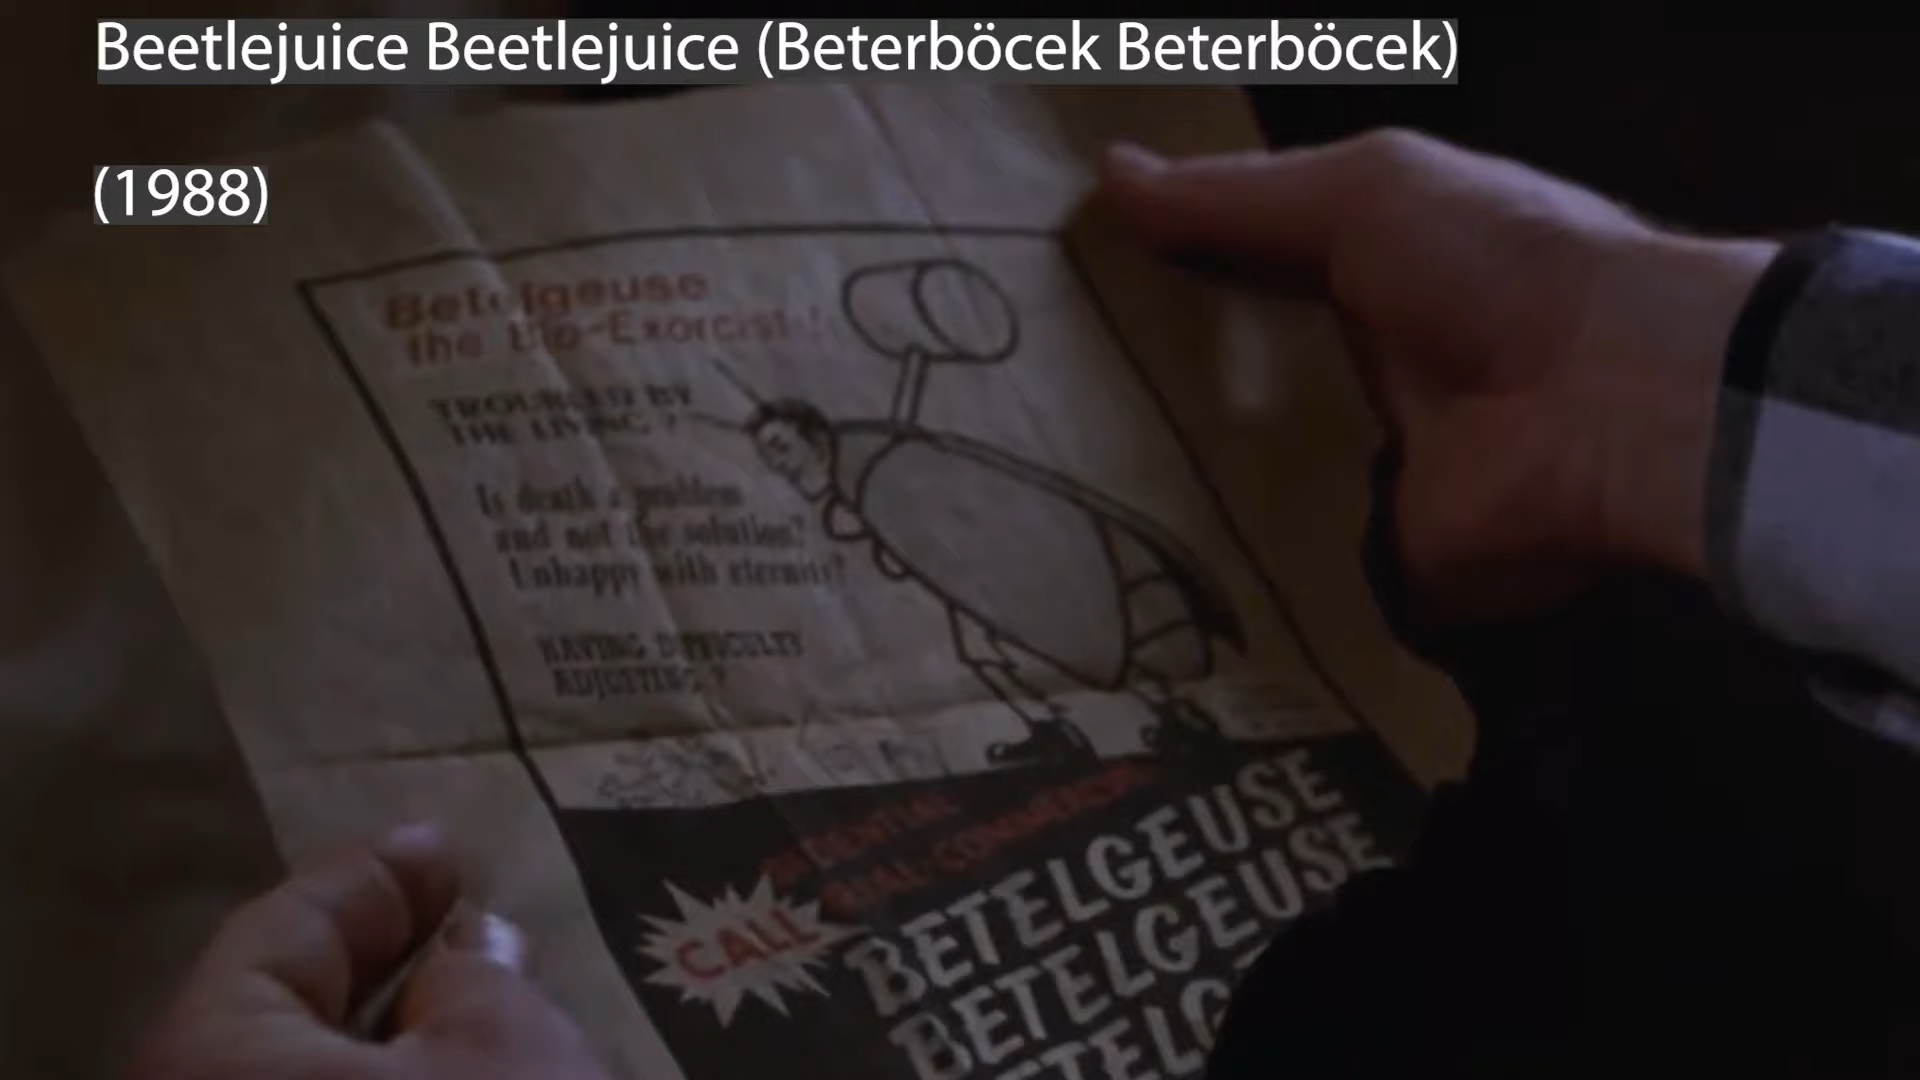 Beetlejuice Beetlejuice (Beterböcek Beterböcek)
(1988)
Betelgeuse
the Bio-Exorcist!
TROUBLED BY
THE LIVING?
Is death a problem
and not the solution?
Unhappy with eternity?
HAVING DIFFICULTY
ADJUSTING?
CALL
BETELGEUSE
BETELGEUSE